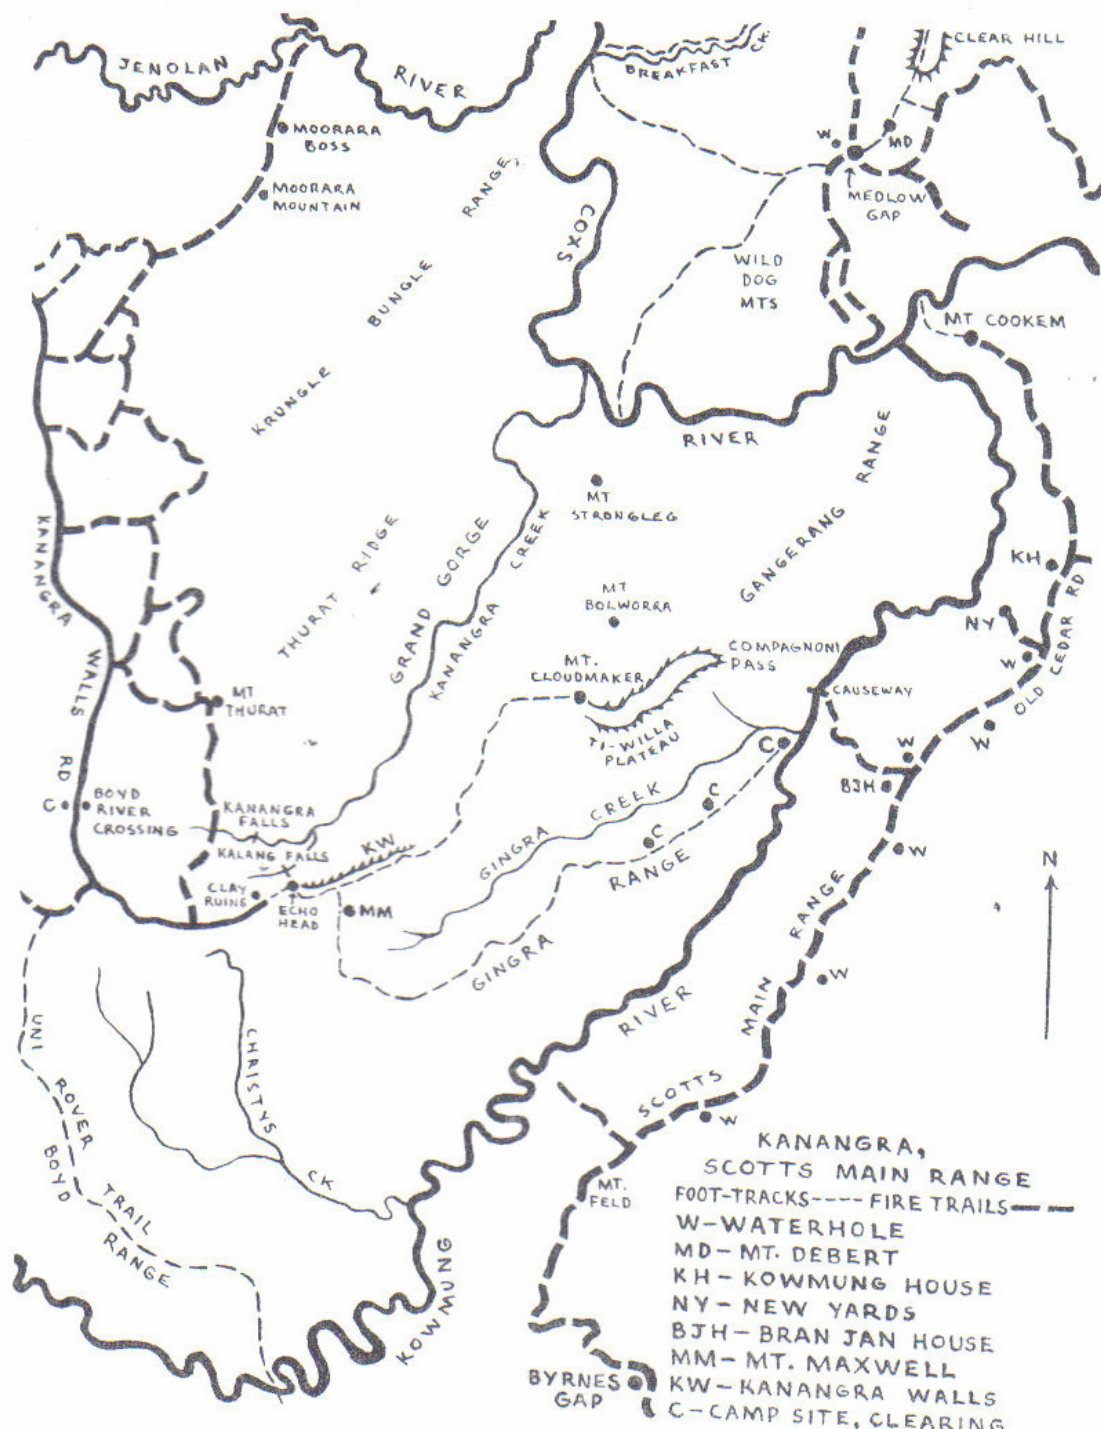 JENOLAN RIVER
CK
BREAKFAST
CLEAR HILL
MOORARA
BOSS
MD
W
MOORARA
MOUNTAIN
MEDLOW
GAP
KRUNGLE BUNGLE RANGE
COXS
WILD
DOG
MTS
MT COOKEM
RIVER
MT
STRONGLEG
GANGERANG RANGE
KANANGRA
WALLS
RD
THURAT RIDGE
GRAND GORGE
KANANGRA CREEK
MT
BOLWORRA
KH
NY
W
OLD CEDAR RD
MT.
CLOUDMAKER
COMPAGNONI
PASS
MT
THURAT
TI-WILLA
PLATEAU
CAUSEWAY
W
W
C
BJH
C
BOYD
RIVER
CROSSING
KANANGRA
FALLS
KALANG FALLS
KW
GINGRA CREEK
C
C
W
CLAY
RUINS
ECHO
HEAD
MM
GINGRA RANGE
N
W
RIVER
SCOTTS MAIN RANGE
W
UNI ROVER TRAIL
BOYD RANGE
CHRISTYS CK
MT.
FELD
KOWMUNG
BYRNES
GAP
KANANGRA,
SCOTTS MAIN RANGE
FOOT-TRACKS---- FIRE TRAILS— — —
W-WATERHOLE
MD-MT. DEBERT
KH-KOWMUNG HOUSE
NY-NEW YARDS
BJH-BRAN JAN HOUSE
MM-MT. MAXWELL
KW-KANANGRA WALLS
C-CAMP SITE, CLEARING